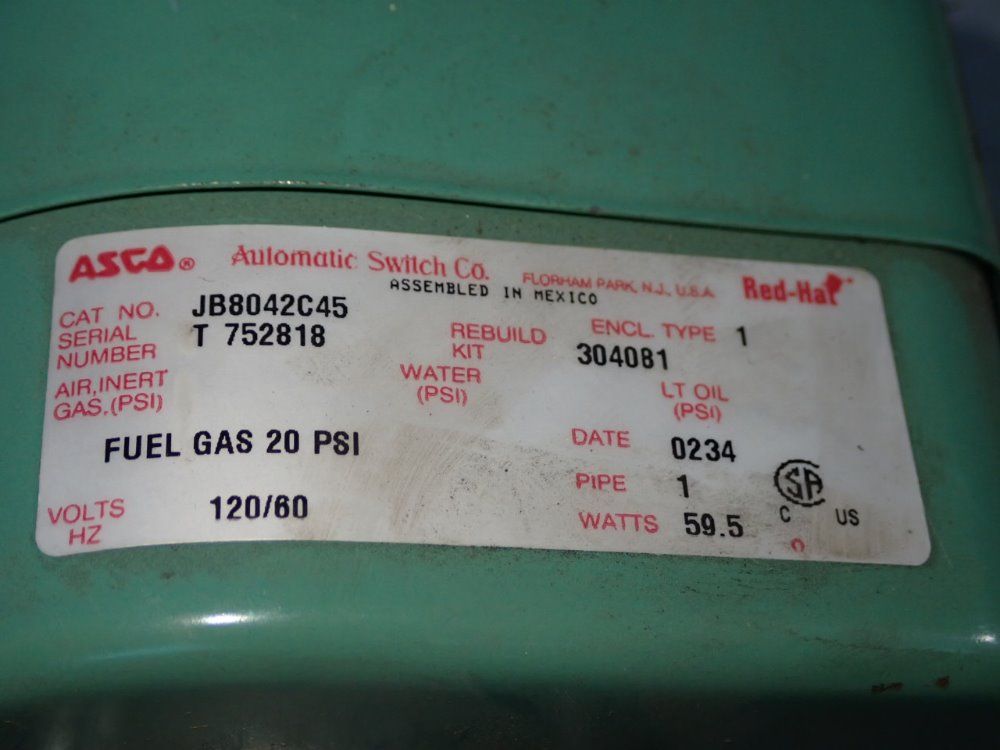 ASCO® Automatic Switch Co. FLORHAM PARK, N.J., U.S.A. Red-Hat
ASSEMBLED IN MEXICO
CAT NO. JB8042C45
SERIAL NUMBER T 752818
REBUILD KIT 304081
ENCL. TYPE 1
AIR, INERT GAS. (PSI)
WATER (PSI)
LT OIL (PSI)
FUEL GAS 20 PSI
DATE 0234
PIPE 1
VOLTS HZ 120/60
WATTS 59.5
CSA
C US